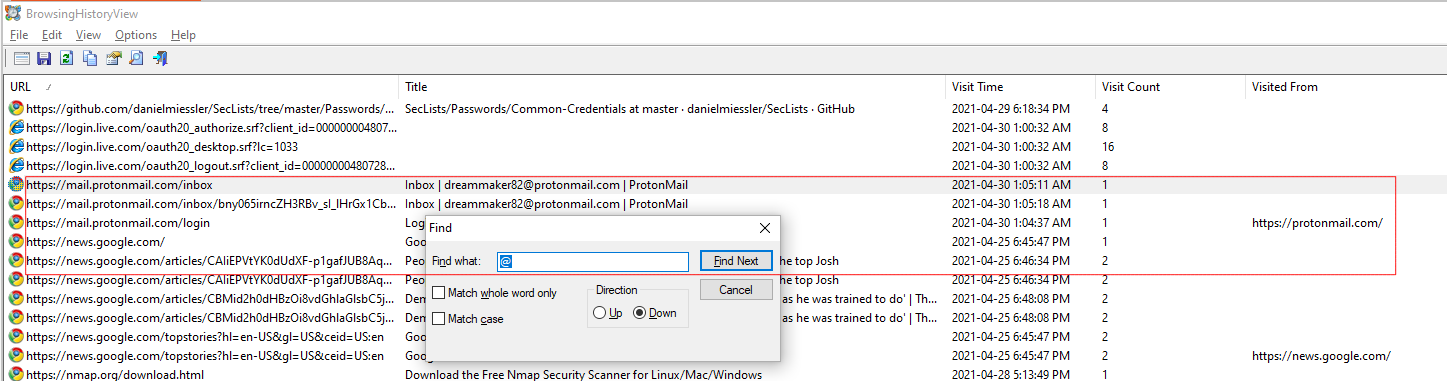 BrowsingHistoryView
File Edit View Options Help
URL Title Visit Time Visit Count Visited From
https://github.com/danielmiessler/SecLists/tree/master/Passwords/... SecLists/Passwords/Common-Credentials at master · danielmiessler/SecLists · GitHub 2021-04-29 6:18:34 PM 4
https://login.live.com/oauth20_authorize.srf?client_id=000000004807... 2021-04-30 1:00:32 AM 8
https://login.live.com/oauth20_desktop.srf?lc=1033 2021-04-30 1:00:32 AM 16
https://login.live.com/oauth20_logout.srf?client_id=00000000480728... 2021-04-30 1:00:32 AM 8
https://mail.protonmail.com/inbox Inbox | dreammaker82@protonmail.com | ProtonMail 2021-04-30 1:05:11 AM 1
https://mail.protonmail.com/inbox/bny065irncZH3RBv_sl_IHrGx1Cb... Inbox | dreammaker82@protonmail.com | ProtonMail 2021-04-30 1:05:18 AM 1
https://mail.protonmail.com/login Log 2021-04-30 1:04:37 AM 1 https://protonmail.com/
https://news.google.com/ Goo 2021-04-25 6:45:47 PM 1
https://news.google.com/articles/CAIiEPVtYK0dUdXF-p1gafJUB8Aq... Peo he top Josh 2021-04-25 6:46:34 PM 2
https://news.google.com/articles/CAIiEPVtYK0dUdXF-p1gafJUB8Aq... Peo he top Josh 2021-04-25 6:46:34 PM 2
https://news.google.com/articles/CBMid2h0dHBzOi8vdGhlaGlsbC5j... Den as he was trained to do' | Th... 2021-04-25 6:48:08 PM 2
https://news.google.com/articles/CBMid2h0dHBzOi8vdGhlaGlsbC5j... Den as he was trained to do' | Th... 2021-04-25 6:48:08 PM 2
https://news.google.com/topstories?hl=en-US&gl=US&ceid=US:en Goo 2021-04-25 6:45:47 PM 2
https://news.google.com/topstories?hl=en-US&gl=US&ceid=US:en Goo 2021-04-25 6:45:47 PM 2 https://news.google.com/
https://nmap.org/download.html Download the Free Nmap Security Scanner for Linux/Mac/Windows 2021-04-28 5:13:49 PM 1
Find
Find what: @ Find Next
Match whole word only Direction Cancel
Match case Up Down